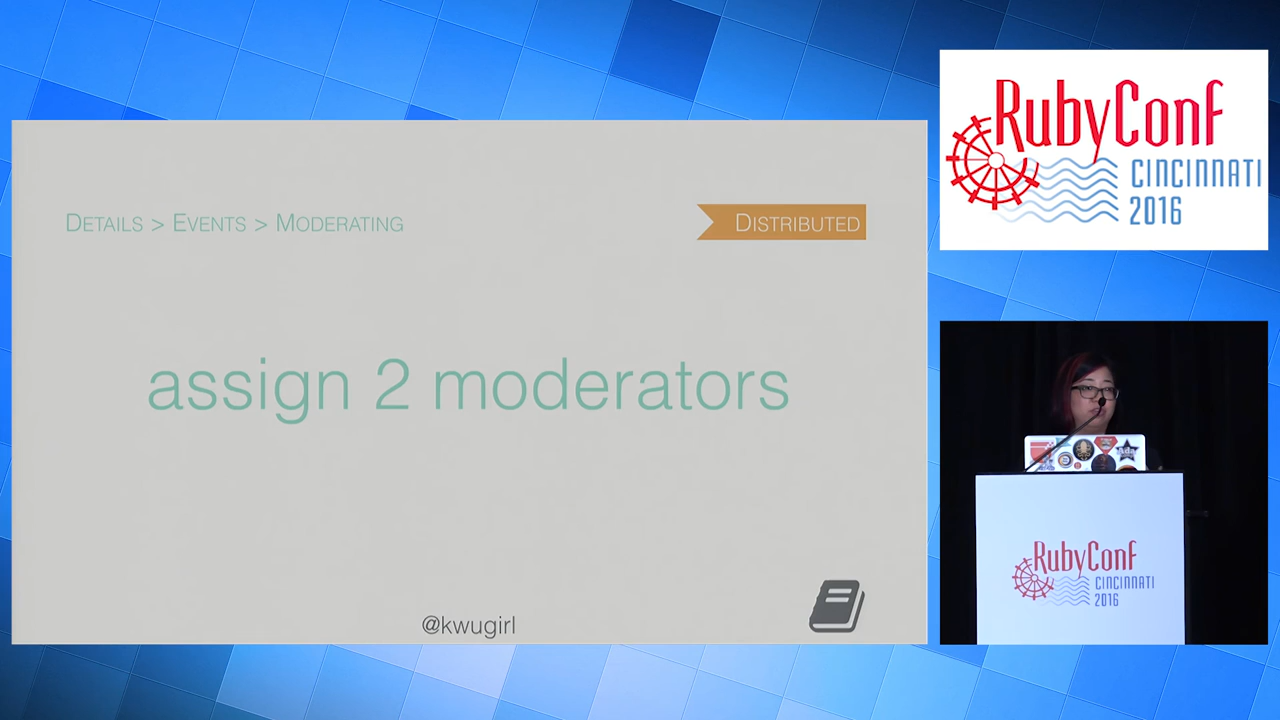 DETAILS > EVENTS > MODERATING
DISTRIBUTED
assign 2 moderators
@kwugirl
RubyConf
CINCINNATI
2016
RubyConf
CINCINNATI
2016